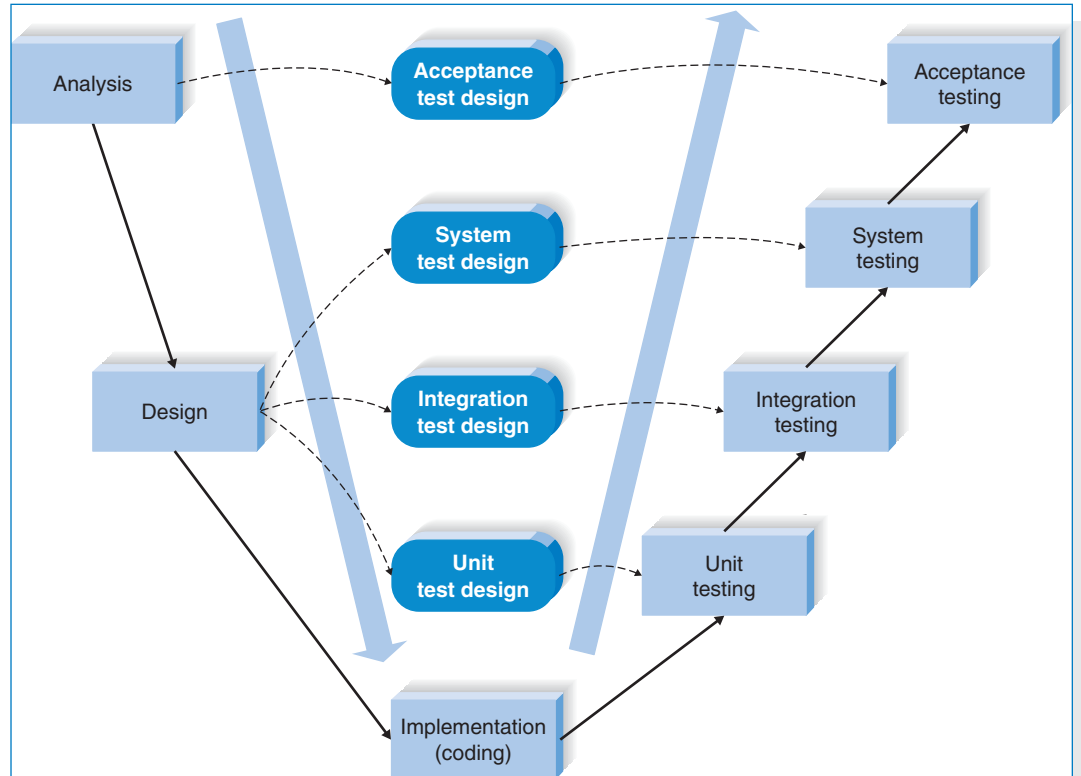 Analysis
Acceptance
test design
Acceptance
testing
System
test design
System
testing
Design
Integration
test design
Integration
testing
Unit
test design
Unit
testing
Implementation
(coding)